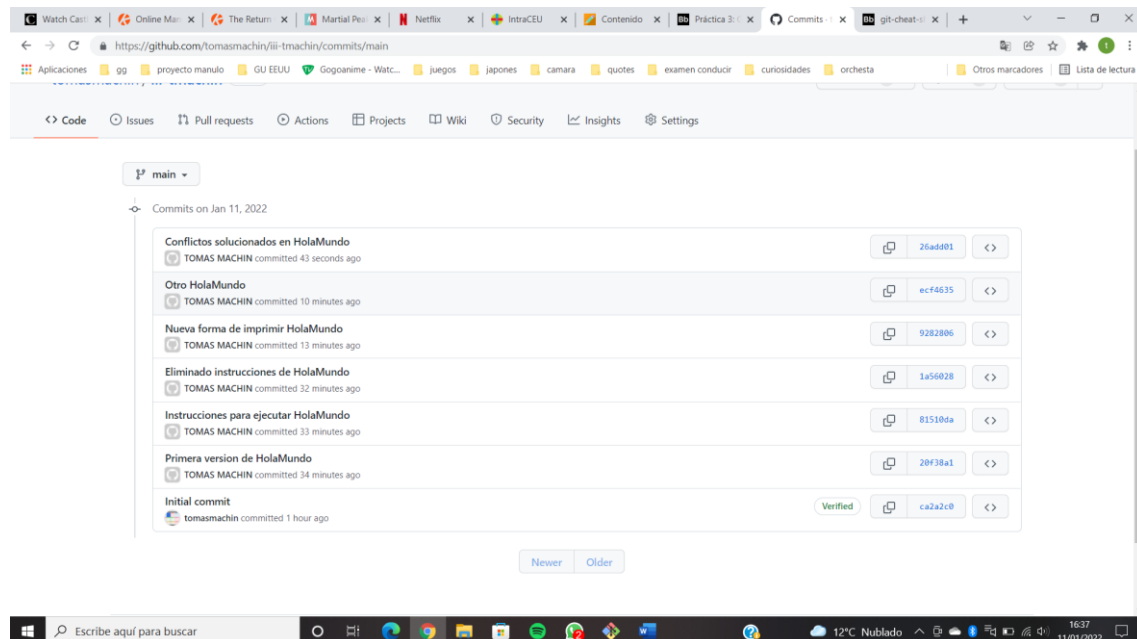 Watch Casti
Online Man
The Return
Martial Pea
Netflix
IntraCEU
Contenido
Práctica 3:
Commits ·
git-cheat-s
https://github.com/tomasmachin/iii-tmachin/commits/main
Aplicaciones
gg
proyecto manulo
GU EEUU
Gogoanime - Watc...
juegos
japones
camara
quotes
examen conducir
curiosidades
orchesta
Otros marcadores
Lista de lectura
<> Code
Issues
Pull requests
Actions
Projects
Wiki
Security
Insights
Settings
main
Commits on Jan 11, 2022
Conflictos solucionados en HolaMundo
TOMAS MACHIN committed 43 seconds ago
26add01
Otro HolaMundo
TOMAS MACHIN committed 10 minutes ago
ecf4635
Nueva forma de imprimir HolaMundo
TOMAS MACHIN committed 13 minutes ago
9282806
Eliminado instrucciones de HolaMundo
TOMAS MACHIN committed 32 minutes ago
1a56028
Instrucciones para ejecutar HolaMundo
TOMAS MACHIN committed 33 minutes ago
81510da
Primera version de HolaMundo
TOMAS MACHIN committed 34 minutes ago
20f38a1
Initial commit
tomasmachin committed 1 hour ago
Verified
ca2a2c0
Newer
Older
Escribe aquí para buscar
12°C Nublado
16:37
11/01/2022